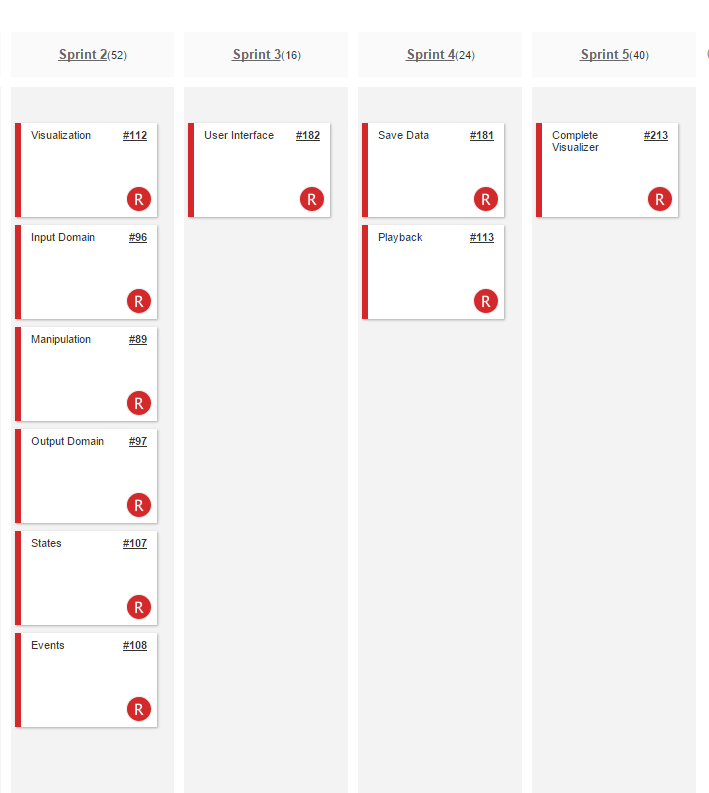 Sprint 2(52)
Visualization #112
R
Input Domain #96
R
Manipulation #89
R
Output Domain #97
R
States #107
R
Events #108
R
Sprint 3(16)
User Interface #182
R
Sprint 4(24)
Save Data #181
R
Playback #113
R
Sprint 5(40)
Complete #213
Visualizer
R